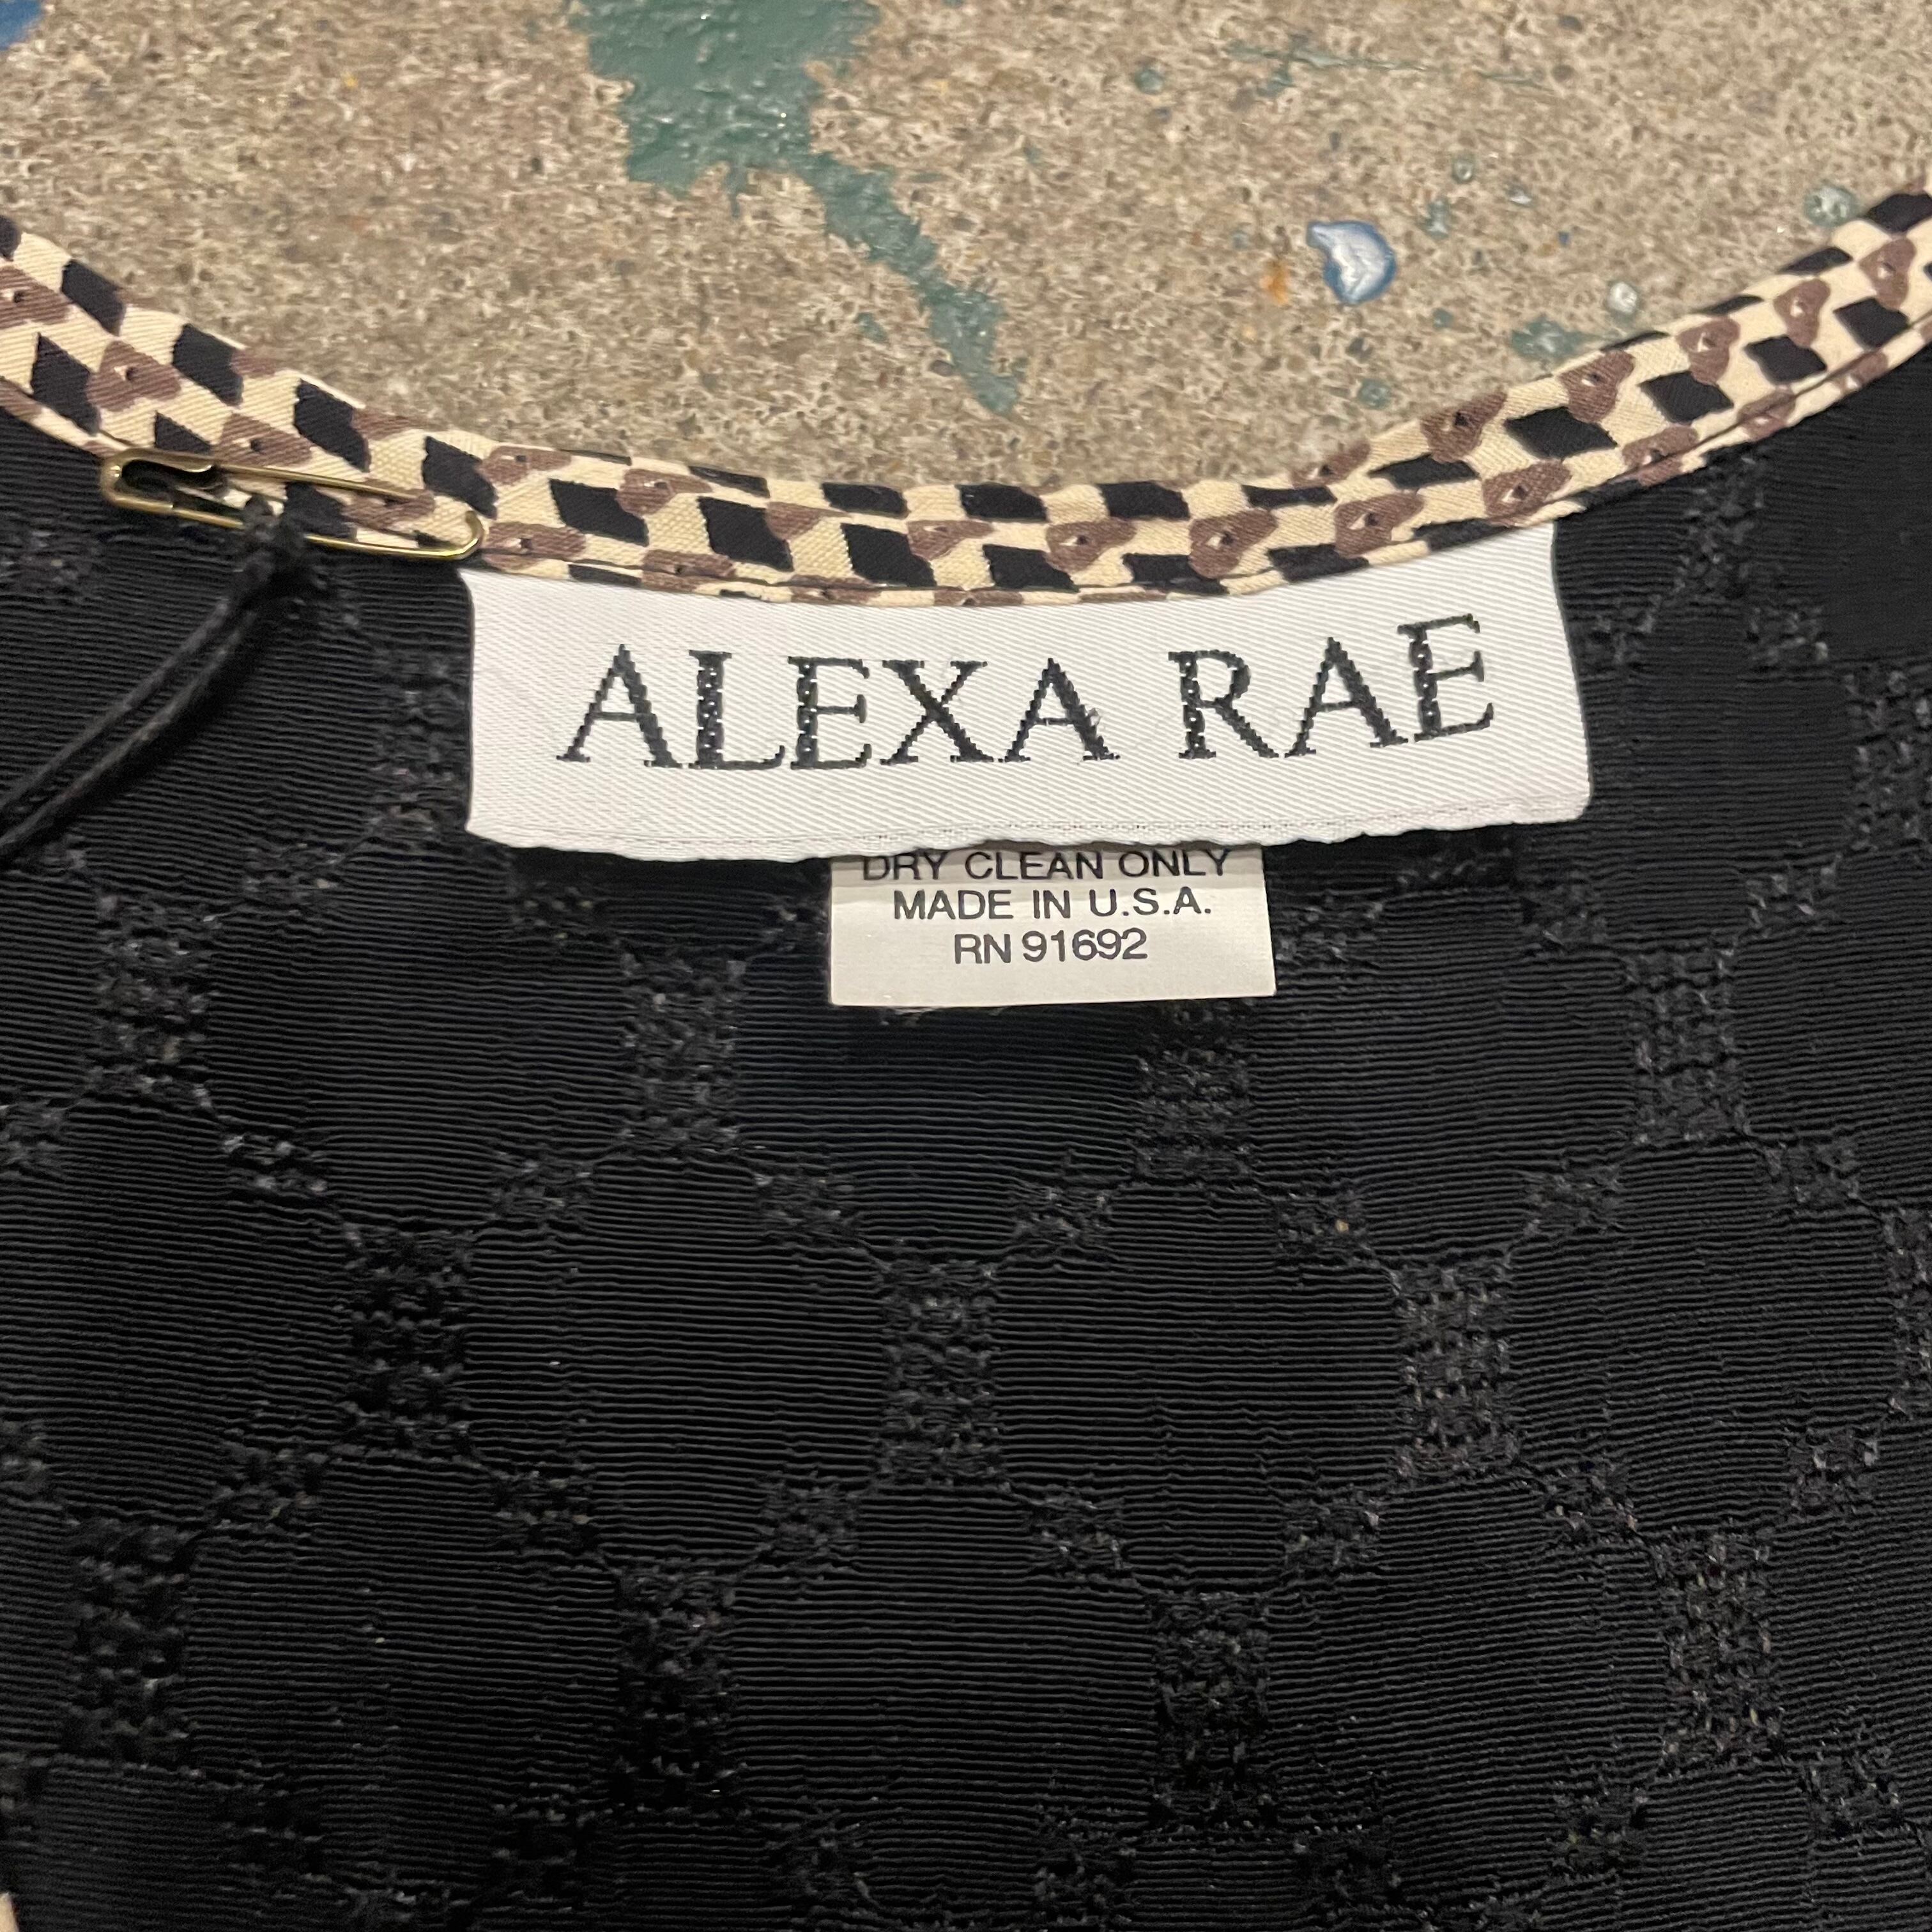 ALEXA RAE
DRY CLEAN ONLY
MADE IN U.S.A.
RN 91692